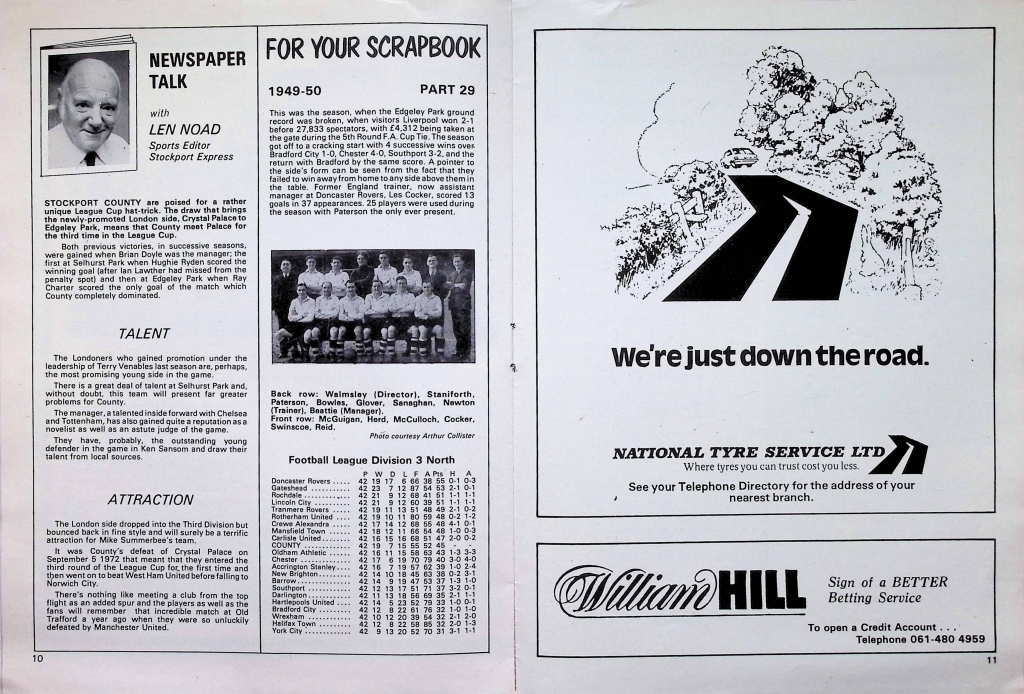 NEWSPAPER
TALK
with
LEN NOAD
Sports Editor
Stockport Express
STOCKPORT COUNTY are poised for a rather
unique League Cup hat-trick. The draw that brings
the newly-promoted London side, Crystal Palace to
Edgeley Park, means that County meet Palace for
the third time in the League Cup.
Both previous victories, in successive seasons,
were gained when Brian Doyle was the manager; the
first at Selhurst Park when Hughie Ryden scored the
winning goal (after Ian Lawther had missed from the
penalty spot) and then at Edgeley Park when Ray
Charter scored the only goal of the match which
County completely dominated.
TALENT
The Londoners who gained promotion under the
leadership of Terry Venables last season are, perhaps,
the most promising young side in the game.
There is a great deal of talent at Selhurst Park and,
without doubt, this team will present far greater
problems for County.
The manager, a talented inside forward with Chelsea
and Tottenham, has also gained quite a reputation as a
novelist as well as an astute judge of the game.
They have, probably, the outstanding young
defender in the game in Ken Sansom and draw their
talent from local sources.
ATTRACTION
The London side dropped into the Third Division but
bounced back in fine style and will surely be a terrific
attraction for Mike Summerbee's team.
It was County's defeat of Crystal Palace on
September 5 1972 that meant that they entered the
third round of the League Cup, for the first time and
then went on to beat West Ham United before falling to
Norwich City.
There's nothing like meeting a club from the top
flight as an added spur and the players as well as the
fans will remember that incredible match at Old
Trafford a year ago when they were so unluckily
defeated by Manchester United.
10
FOR YOUR SCRAPBOOK
1949-50 PART 29
This was the season, when the Edgeley Park ground
record was broken, when visitors Liverpool won 2-1
before 27,833 spectators, with £4,312 being taken at
the gate during the 5th Round F.A. Cup Tie. The season
got off to a cracking start with 4 successive wins over
Bradford City 1-0, Chester 4-0, Southport 3-2, and the
return with Bradford by the same score. A pointer to
the side's form can be seen from the fact that they
failed to win away from home to any side above them in
the table. Former England trainer, now assistant
manager at Doncaster Rovers, Les Cocker, scored 13
goals in 37 appearances. 25 players were used during
the season with Paterson the only ever present.
Back row: Walmsley (Director), Staniforth,
Paterson, Bowles, Glover, Sanaghan, Newton
(Trainer), Beattie (Manager).
Front row: McGuigan, Herd, McCulloch, Cocker,
Swinscoe, Reid.
Photo courtesy Arthur Collister
Football League Division 3 North
P W D L F A Pts H A
Doncaster Rovers ..... 42 19 17 6 66 38 55 0-1 0-3
Gateshead ........... 42 23 7 12 87 54 53 2-1 0-1
Rochdale ............ 42 21 9 12 68 41 51 1-1 1-1
Lincoln City ......... 42 21 9 12 60 39 51 1-1 1-1
Tranmere Rovers ..... 42 19 11 13 51 48 49 2-1 0-2
Rotherham United .... 42 19 10 11 80 59 48 0-2 1-2
Crewe Alexandra ..... 42 17 14 12 68 55 48 4-1 0-1
Mansfield Town ...... 42 18 12 11 66 54 48 1-0 0-3
Carlisle United ....... 42 16 15 16 68 51 47 2-0 0-2
COUNTY ............. 42 19 7 15 55 52 45 - -
Oldham Athletic ...... 42 16 11 15 58 63 43 1-3 3-3
Chester ............. 42 17 6 19 70 79 40 3-0 4-0
Accrington Stanley .... 42 16 7 19 57 62 39 1-0 2-4
New Brighton ........ 42 14 10 18 45 63 38 0-2 3-1
Barrow .............. 42 14 9 19 47 53 37 1-3 1-0
Southport ........... 42 12 13 17 51 71 37 3-2 0-1
Darlington ........... 42 11 13 18 56 69 35 2-1 1-1
Hartlepools United .... 42 14 5 23 52 79 33 1-0 0-1
Bradford City ........ 42 12 8 22 61 76 32 1-0 1-0
Wrexham ............ 42 10 12 20 39 54 32 2-1 2-0
Halifax Town ......... 42 12 8 22 58 85 32 2-0 1-3
York City ............ 42 9 13 20 52 70 31 3-1 1-1
We're just down the road.
NATIONAL TYRE SERVICE LTD
Where tyres you can trust cost you less.
See your Telephone Directory for the address of your
nearest branch.
William HILL
Sign of a BETTER
Betting Service
To open a Credit Account . . .
Telephone 061-480 4959
11